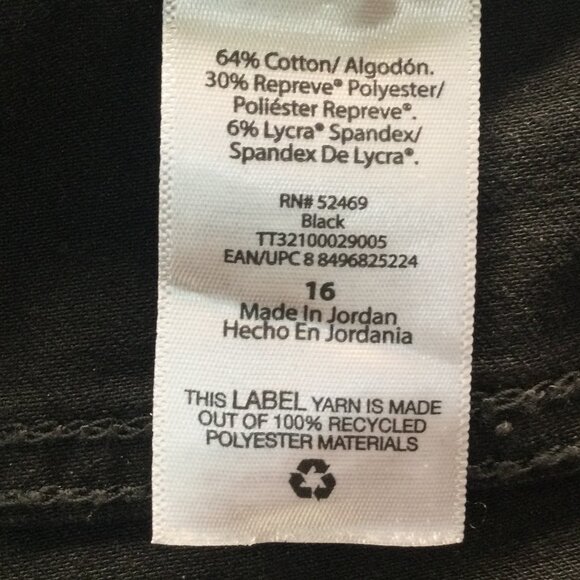 64% Cotton/ Algodón.
30% Repreve® Polyester/
Poliéster Repreve®.
6% Lycra® Spandex/
Spandex De Lycra®.
RN# 52469
Black
TT32100029005
EAN/UPC 8 8496825224
16
Made In Jordan
Hecho En Jordania
THIS LABEL YARN IS MADE
OUT OF 100% RECYCLED
POLYESTER MATERIALS